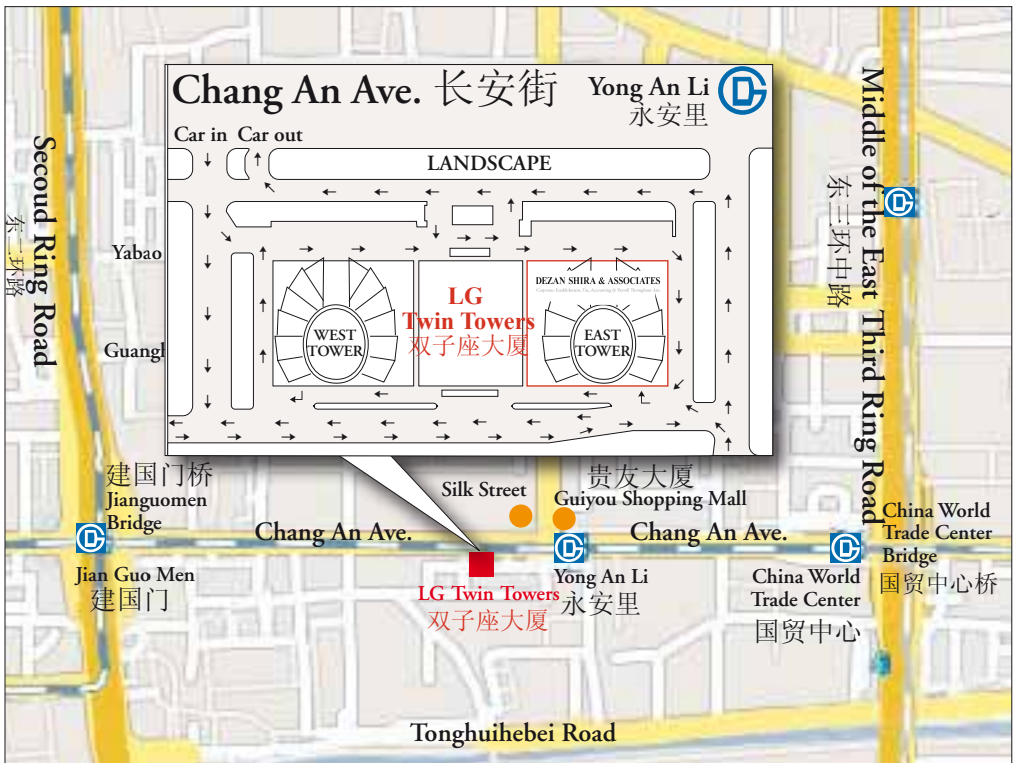 Chang An Ave. 长安街
Yong An Li
永安里
Car in Car out
LANDSCAPE
Secoud Ring Road
东二环路
Middle of the East Third Ring Road
东三环中路
Yabao
Guangl
DEZAN SHIRA & ASSOCIATES
WEST
TOWER
LG
Twin Towers
双子座大厦
EAST
TOWER
建国门桥
Jianguomen
Bridge
Silk Street
贵友大厦
Guiyou Shopping Mall
Chang An Ave.
Chang An Ave.
China World
Trade Center
Bridge
国贸中心桥
Jian Guo Men
建国门
LG Twin Towers
双子座大厦
Yong An Li
永安里
China World
Trade Center
国贸中心
Tonghuihebei Road